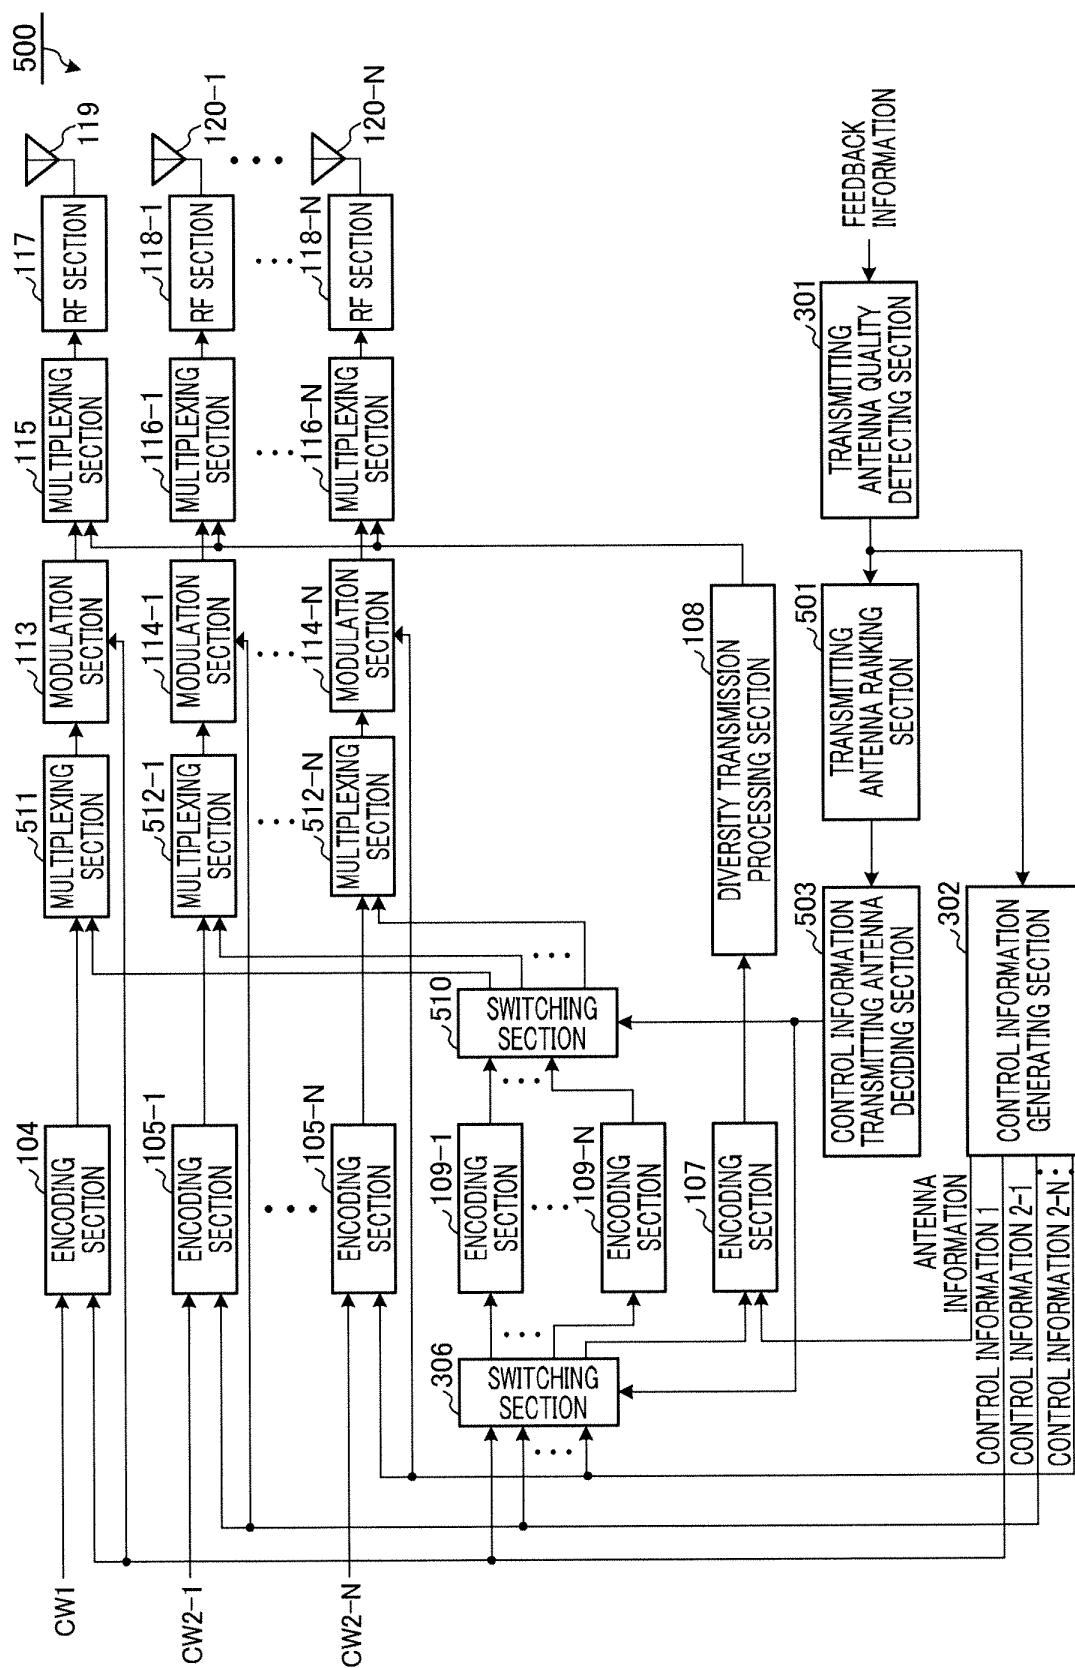 500
CW1
104
ENCODING
SECTION
511
MULTIPLEXING
SECTION
113
MODULATION
SECTION
115
MULTIPLEXING
SECTION
117
RF SECTION
119
CW2-1
105-1
ENCODING
SECTION
512-1
MULTIPLEXING
SECTION
114-1
MODULATION
SECTION
116-1
MULTIPLEXING
SECTION
118-1
RF SECTION
120-1
CW2-N
105-N
ENCODING
SECTION
512-N
MULTIPLEXING
SECTION
114-N
MODULATION
SECTION
116-N
MULTIPLEXING
SECTION
118-N
RF SECTION
120-N
306
SWITCHING
SECTION
109-1
ENCODING
SECTION
109-N
ENCODING
SECTION
510
SWITCHING
SECTION
107
ENCODING
SECTION
108
DIVERSITY TRANSMISSION
PROCESSING SECTION
503
CONTROL INFORMATION
TRANSMITTING ANTENNA
DECIDING SECTION
501
TRANSMITTING
ANTENNA RANKING
SECTION
301
TRANSMITTING
ANTENNA QUALITY
DETECTING SECTION
FEEDBACK
INFORMATION
302
CONTROL INFORMATION
GENERATING SECTION
ANTENNA
INFORMATION
CONTROL INFORMATION 1
CONTROL INFORMATION 2-1
CONTROL INFORMATION 2-N